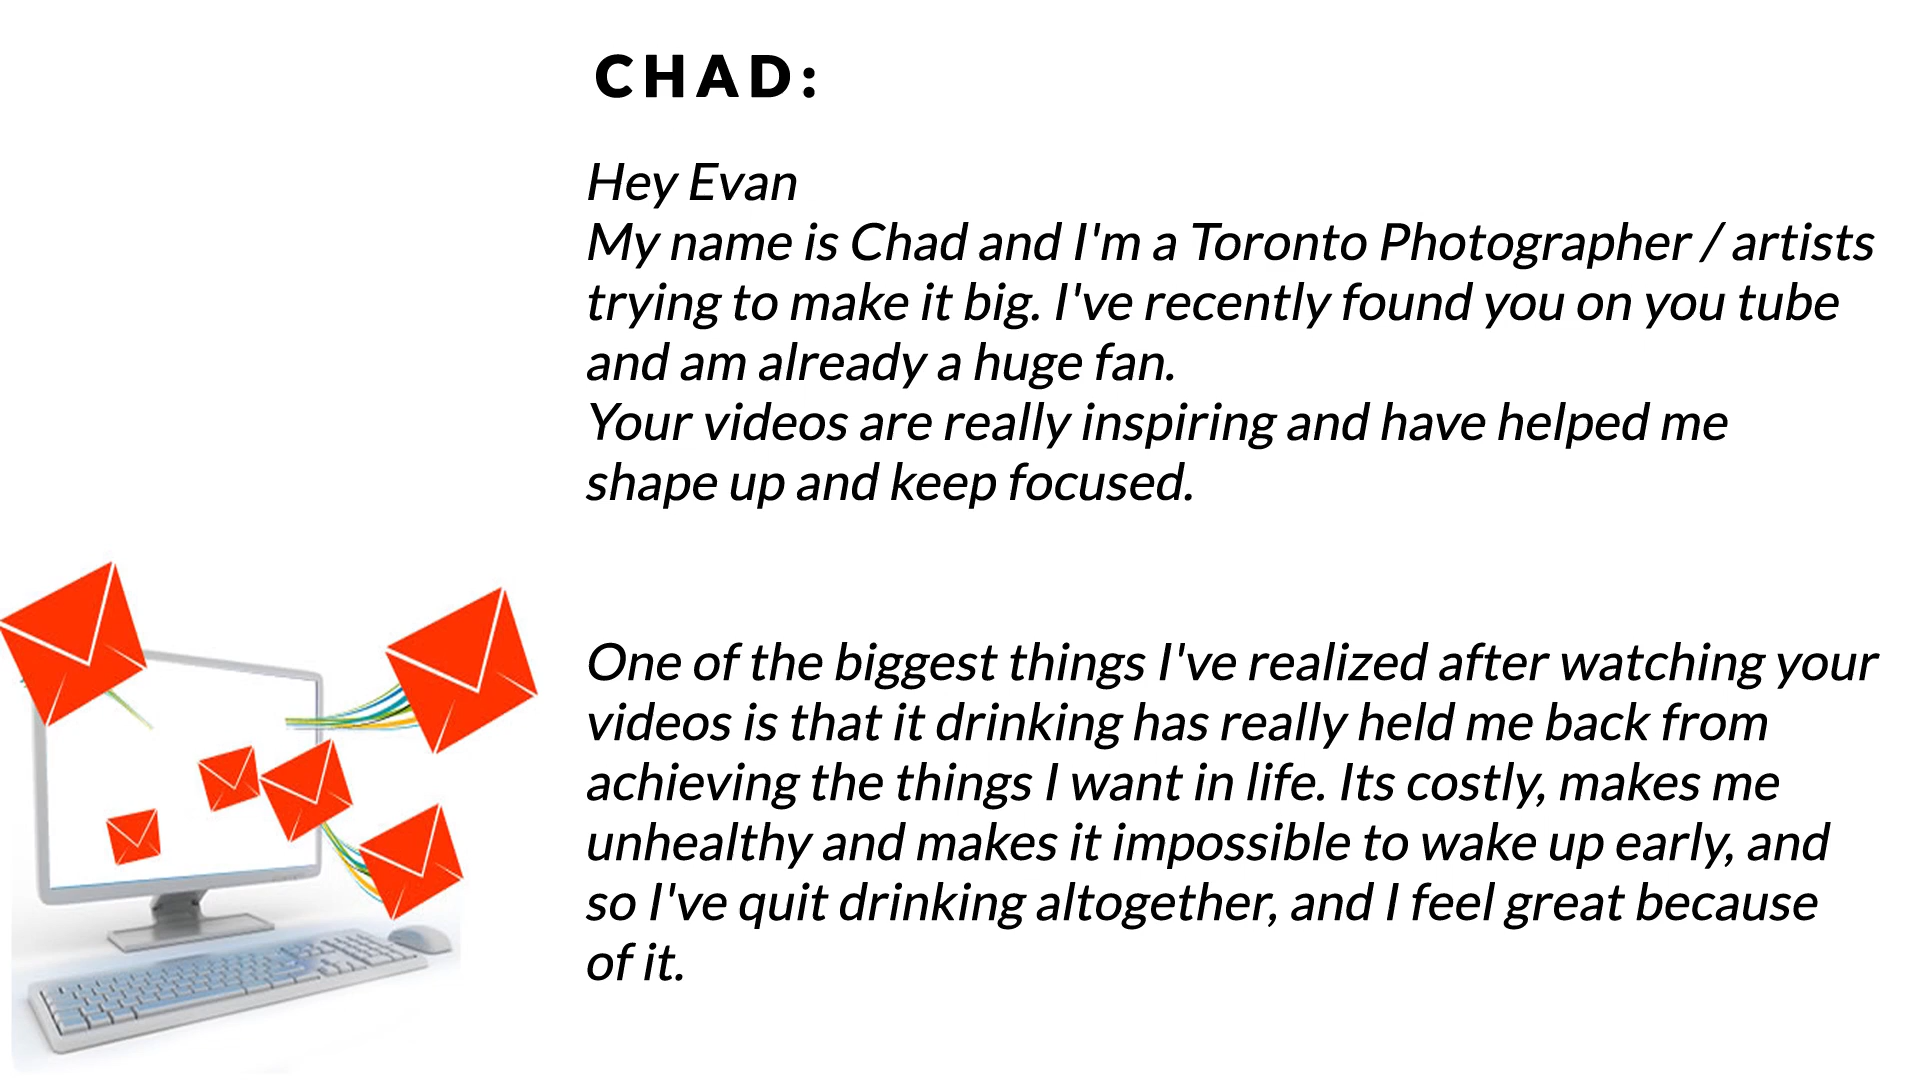 CHAD:
Hey Evan
My name is Chad and I'm a Toronto Photographer / artists
trying to make it big. I've recently found you on you tube
and am already a huge fan.
Your videos are really inspiring and have helped me
shape up and keep focused.
One of the biggest things I've realized after watching your
videos is that it drinking has really held me back from
achieving the things I want in life. Its costly, makes me
unhealthy and makes it impossible to wake up early, and
so I've quit drinking altogether, and I feel great because
of it.